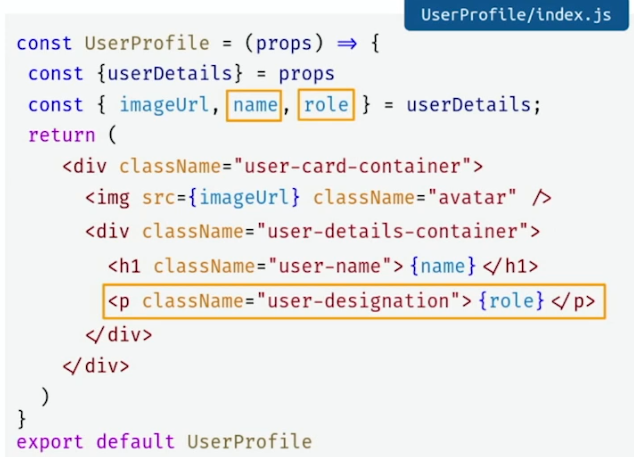 UserProfile/index.js
const UserProfile = (props) => {
const {userDetails} = props
const { imageUrl, name, role } = userDetails;
return (
<div className="user-card-container">
<img src={imageUrl} className="avatar" />
<div className="user-details-container">
<h1 className="user-name"> {name} </h1>
<p className="user-designation"> {role} </p>
</div>
</div>
)
}
export default UserProfile